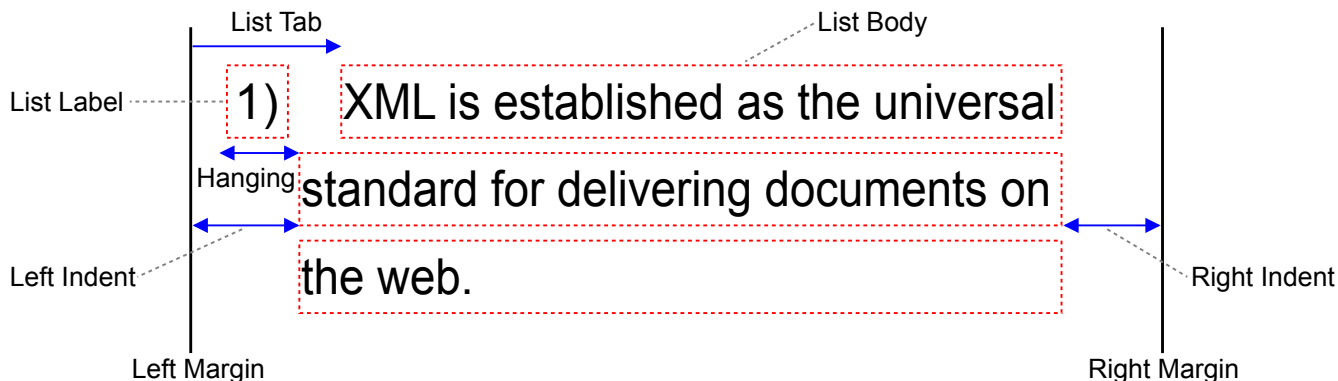 List Tab
List Body
List Label
1) XML is established as the universal
Hanging
standard for delivering documents on
Left Indent
the web.
Right Indent
Left Margin
Right Margin